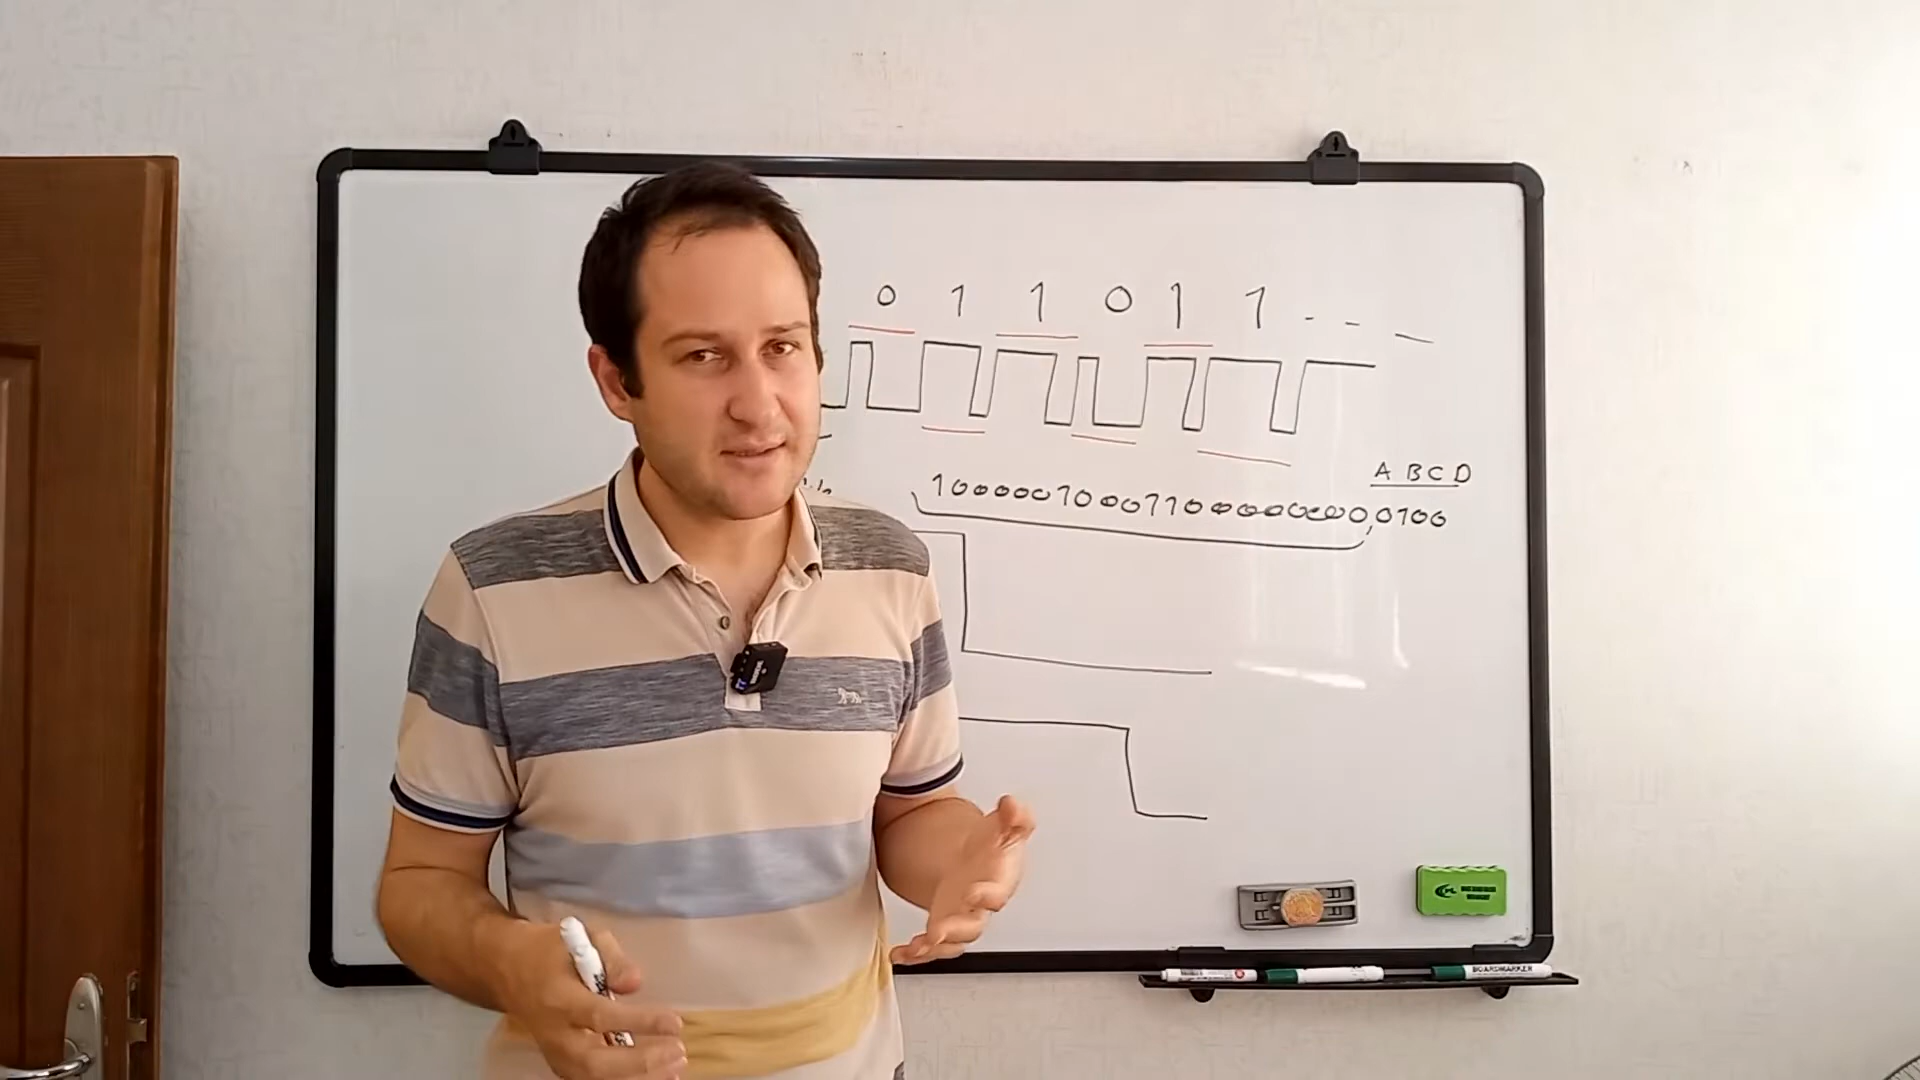 0 1 1 0 1 1 - - -
A B C D
1000001000110000000000,0100
BOARDMARKER